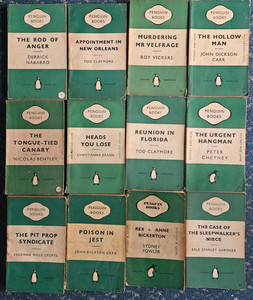 PENGUIN
BOOKS
THE ROD OF
ANGER
DERRICK
NABARRO
PENGUIN
BOOKS
APPOINTMENT IN
NEW ORLEANS
TOD CLAYMORE
PENGUIN
BOOKS
MURDERING
MR VELFRAGE
ROY VICKERS
PENGUIN
BOOKS
THE HOLLOW
MAN
JOHN DICKSON
CARR
PENGUIN
BOOKS
THE
TONGUE-TIED
CANARY
NICOLAS BENTLEY
PENGUIN
BOOKS
HEADS
YOU LOSE
CHRISTIANNA BRAND
PENGUIN
BOOKS
REUNION IN
FLORIDA
TOD CLAYMORE
PENGUIN
BOOKS
THE URGENT
HANGMAN
PETER
CHEYNEY
PENGUIN
BOOKS
THE PIT PROP
SYNDICATE
FREEMAN WILLS CROFTS
PENGUIN
BOOKS
POISON IN
JEST
JOHN DICKSON CARR
PENGUIN
BOOKS
REX v. ANNE
BICKERTON
SYDNEY
FOWLER
PENGUIN
BOOKS
THE CASE OF
THE SLEEPWALKER'S
NIECE
ERLE STANLEY GARDNER